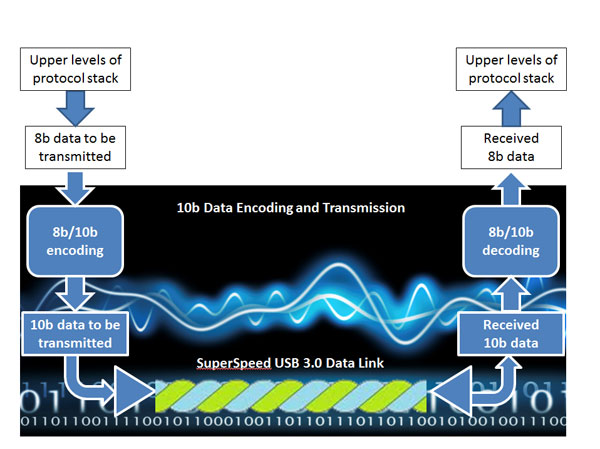 Upper levels of
protocol stack
Upper levels of
protocol stack
8b data to be
transmitted
Received
8b data
10b Data Encoding and Transmission
8b/10b
encoding
8b/10b
decoding
10b data to be
transmitted
Received
10b data
SuperSpeed USB 3.0 Data Link